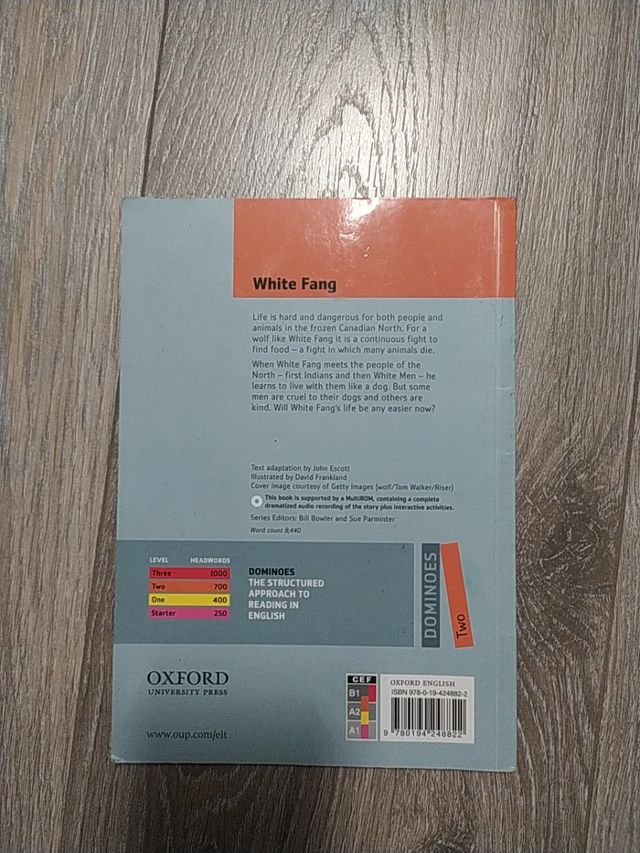 White Fang
Life is hard and dangerous for both people and
animals in the frozen Canadian North. For a
wolf like White Fang it is a continuous fight to
find food – a fight in which many animals die.
When White Fang meets the people of the
North – first Indians and then White Men – he
learns to live with them like a dog. But some
men are cruel to their dogs and others are
kind. Will White Fang's life be any easier now?
Text adaptation by John Escott
Illustrated by David Frankland
Cover image courtesy of Getty Images (wolf/Tom Walker/Riser)
This book is supported by a MultiROM, containing a complete
dramatized audio recording of the story plus interactive activities.
Series Editors: Bill Bowler and Sue Parminter
Word count 8,440
LEVEL HEADWORDS
Three 1000
Two 700
One 400
Starter 250
DOMINOES
THE STRUCTURED
APPROACH TO
READING IN
ENGLISH
DOMINOES
Two
OXFORD
UNIVERSITY PRESS
www.oup.com/elt
CEF
B1
A2
A1
OXFORD ENGLISH
ISBN 978-0-19-424882-2
9 780194 248822